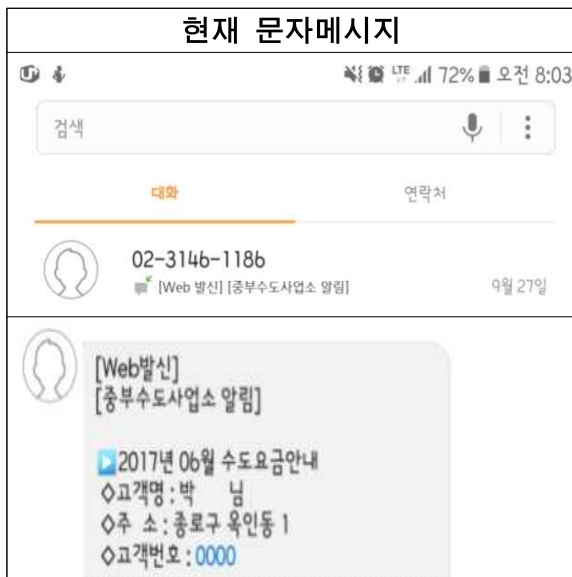 현재 문자메시지
LTE 72% 오전 8:03
검색
대화 연락처
02-3146-1186
[Web 발신] [중부수도사업소 알림] 9월 27일
[Web발신]
[중부수도사업소 알림]
▶2017년 06월 수도요금안내
◇고객명 : 박 님
◇주 소 : 종로구 옥인동 1
◇고객번호 : 0000